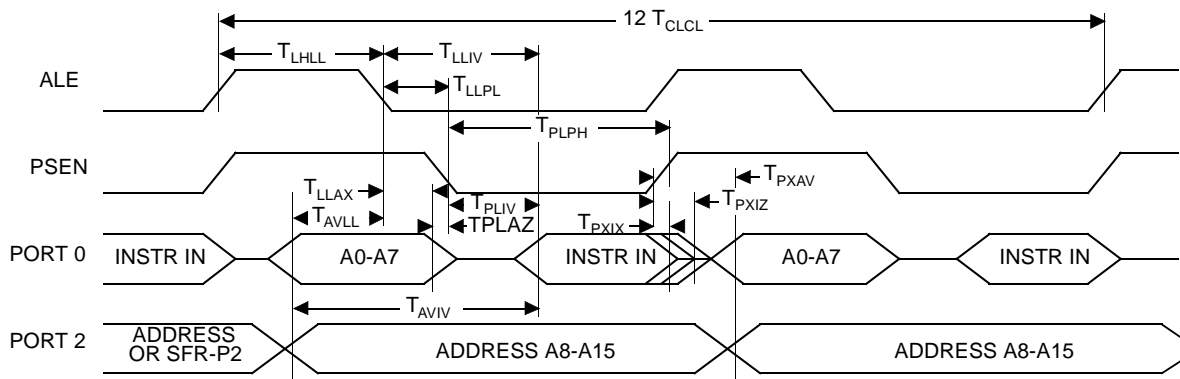 12 TCLCL
TLHLL TLLIV
ALE
TLLPL
TPLPH
PSEN
TLLAX TPXAV
TPLIV TPXIZ
TAVLL TPLAZ TPXIX
PORT 0 INSTR IN A0-A7 INSTR IN A0-A7 INSTR IN
TAVIV
PORT 2 ADDRESS OR SFR-P2 ADDRESS A8-A15 ADDRESS A8-A15